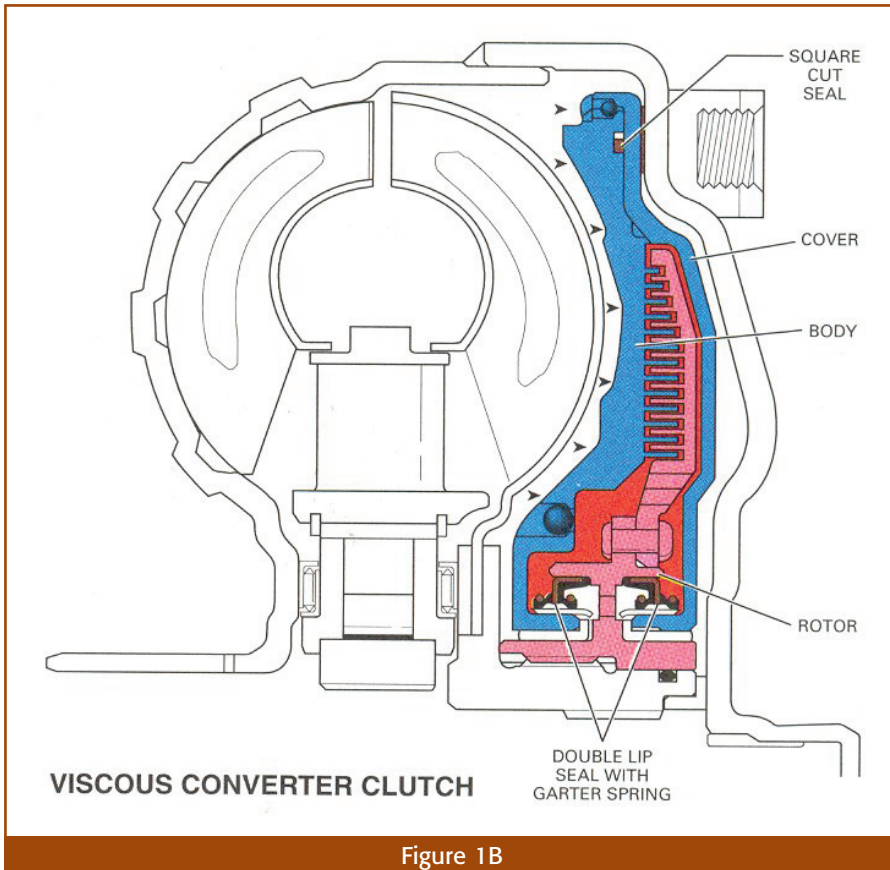 SQUARE
CUT
SEAL
COVER
BODY
ROTOR
DOUBLE LIP
SEAL WITH
GARTER SPRING
VISCOUS CONVERTER CLUTCH
Figure 1B